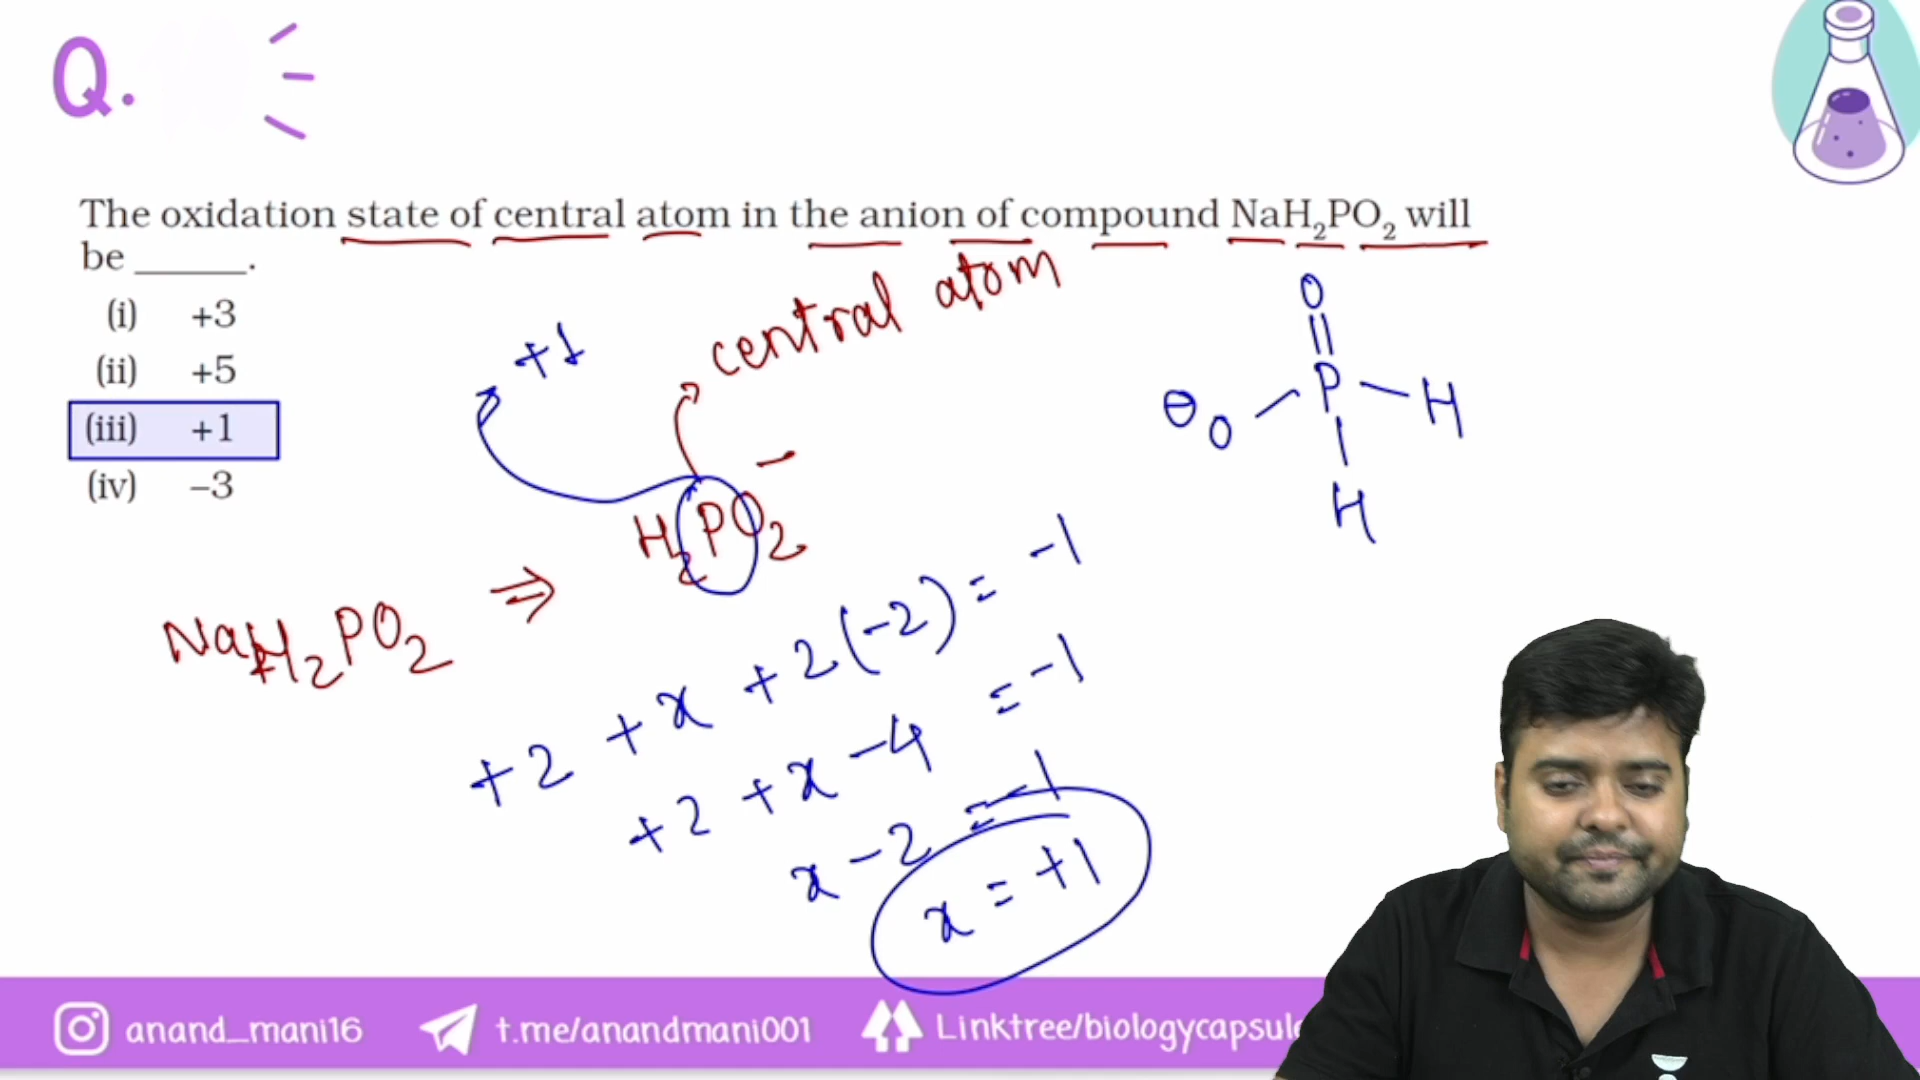 Q.
The oxidation state of central atom in the anion of compound NaH₂PO₂ will
be ______.
(i) +3
(ii) +5
(iii) +1
(iv) –3
+1
central atom
H₂PO₂⁻
NaH₂PO₂ ⇒
+2 + x + 2(-2) = -1
+2 + x - 4 = -1
x - 2 = -1
x = +1
O
||
⊖ O - P - H
|
H
anand_mani16
t.me/anandmani001
Linktree/biologycapsule